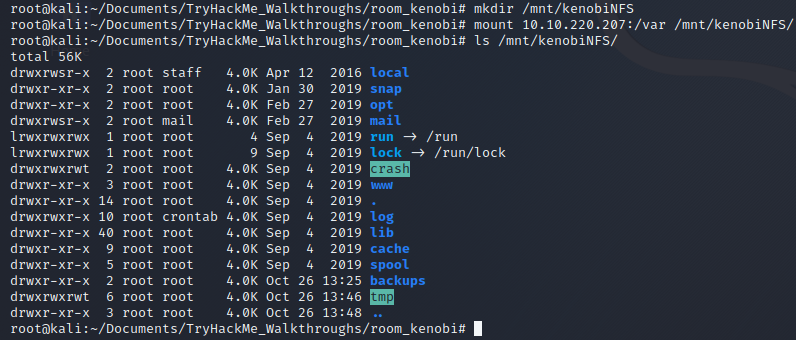 root@kali:~/Documents/TryHackMe_Walkthroughs/room_kenobi# mkdir /mnt/kenobiNFS
root@kali:~/Documents/TryHackMe_Walkthroughs/room_kenobi# mount 10.10.220.207:/var /mnt/kenobiNFS/
root@kali:~/Documents/TryHackMe_Walkthroughs/room_kenobi# ls /mnt/kenobiNFS/
total 56K
drwxrwsr-x  2 root staff   4.0K Apr 12  2016 local
drwxr-xr-x  2 root root    4.0K Jan 30  2019 snap
drwxr-xr-x  2 root root    4.0K Feb 27  2019 opt
drwxrwsr-x  2 root mail    4.0K Feb 27  2019 mail
lrwxrwxrwx  1 root root       4 Sep  4  2019 run → /run
lrwxrwxrwx  1 root root       9 Sep  4  2019 lock → /run/lock
drwxrwxrwt  2 root root    4.0K Sep  4  2019 crash
drwxr-xr-x  3 root root    4.0K Sep  4  2019 www
drwxr-xr-x 14 root root    4.0K Sep  4  2019 .
drwxrwxr-x 10 root crontab 4.0K Sep  4  2019 log
drwxr-xr-x 40 root root    4.0K Sep  4  2019 lib
drwxr-xr-x  9 root root    4.0K Sep  4  2019 cache
drwxr-xr-x  5 root root    4.0K Sep  4  2019 spool
drwxr-xr-x  2 root root    4.0K Oct 26 13:25 backups
drwxrwxrwt  6 root root    4.0K Oct 26 13:46 tmp
drwxr-xr-x  3 root root    4.0K Oct 26 13:48 ..
root@kali:~/Documents/TryHackMe_Walkthroughs/room_kenobi#